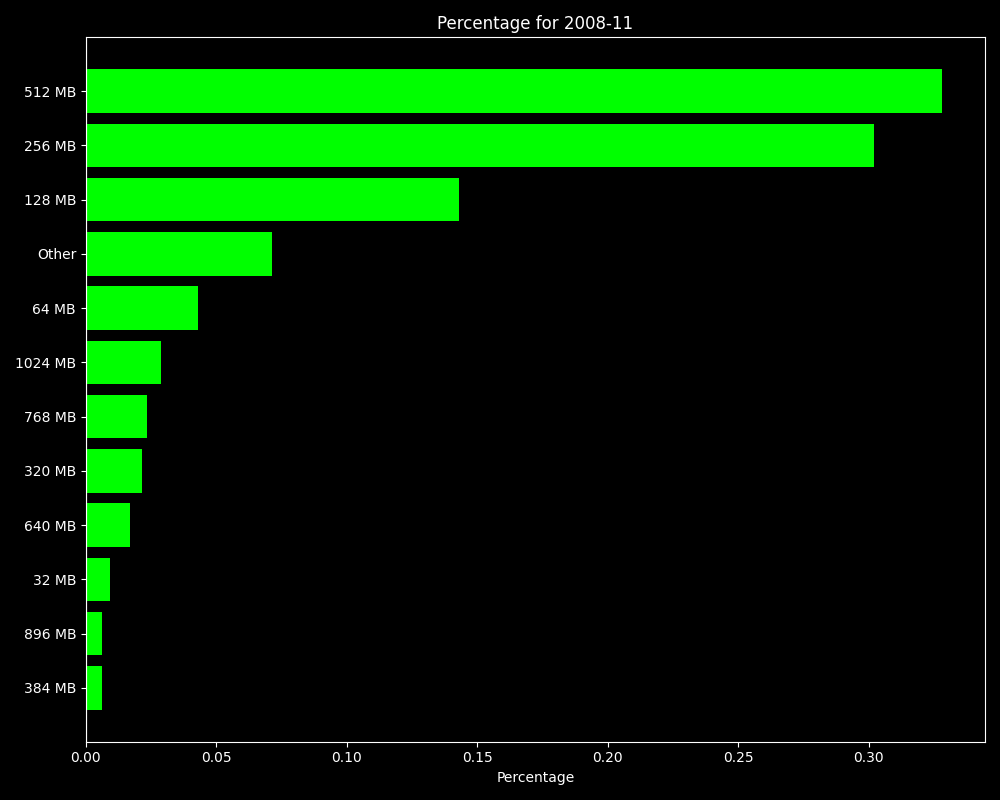 Percentage for 2008-11
512 MB
256 MB
128 MB
Other
64 MB
1024 MB
768 MB
320 MB
640 MB
32 MB
896 MB
384 MB
0.00 0.05 0.10 0.15 0.20 0.25 0.30
Percentage